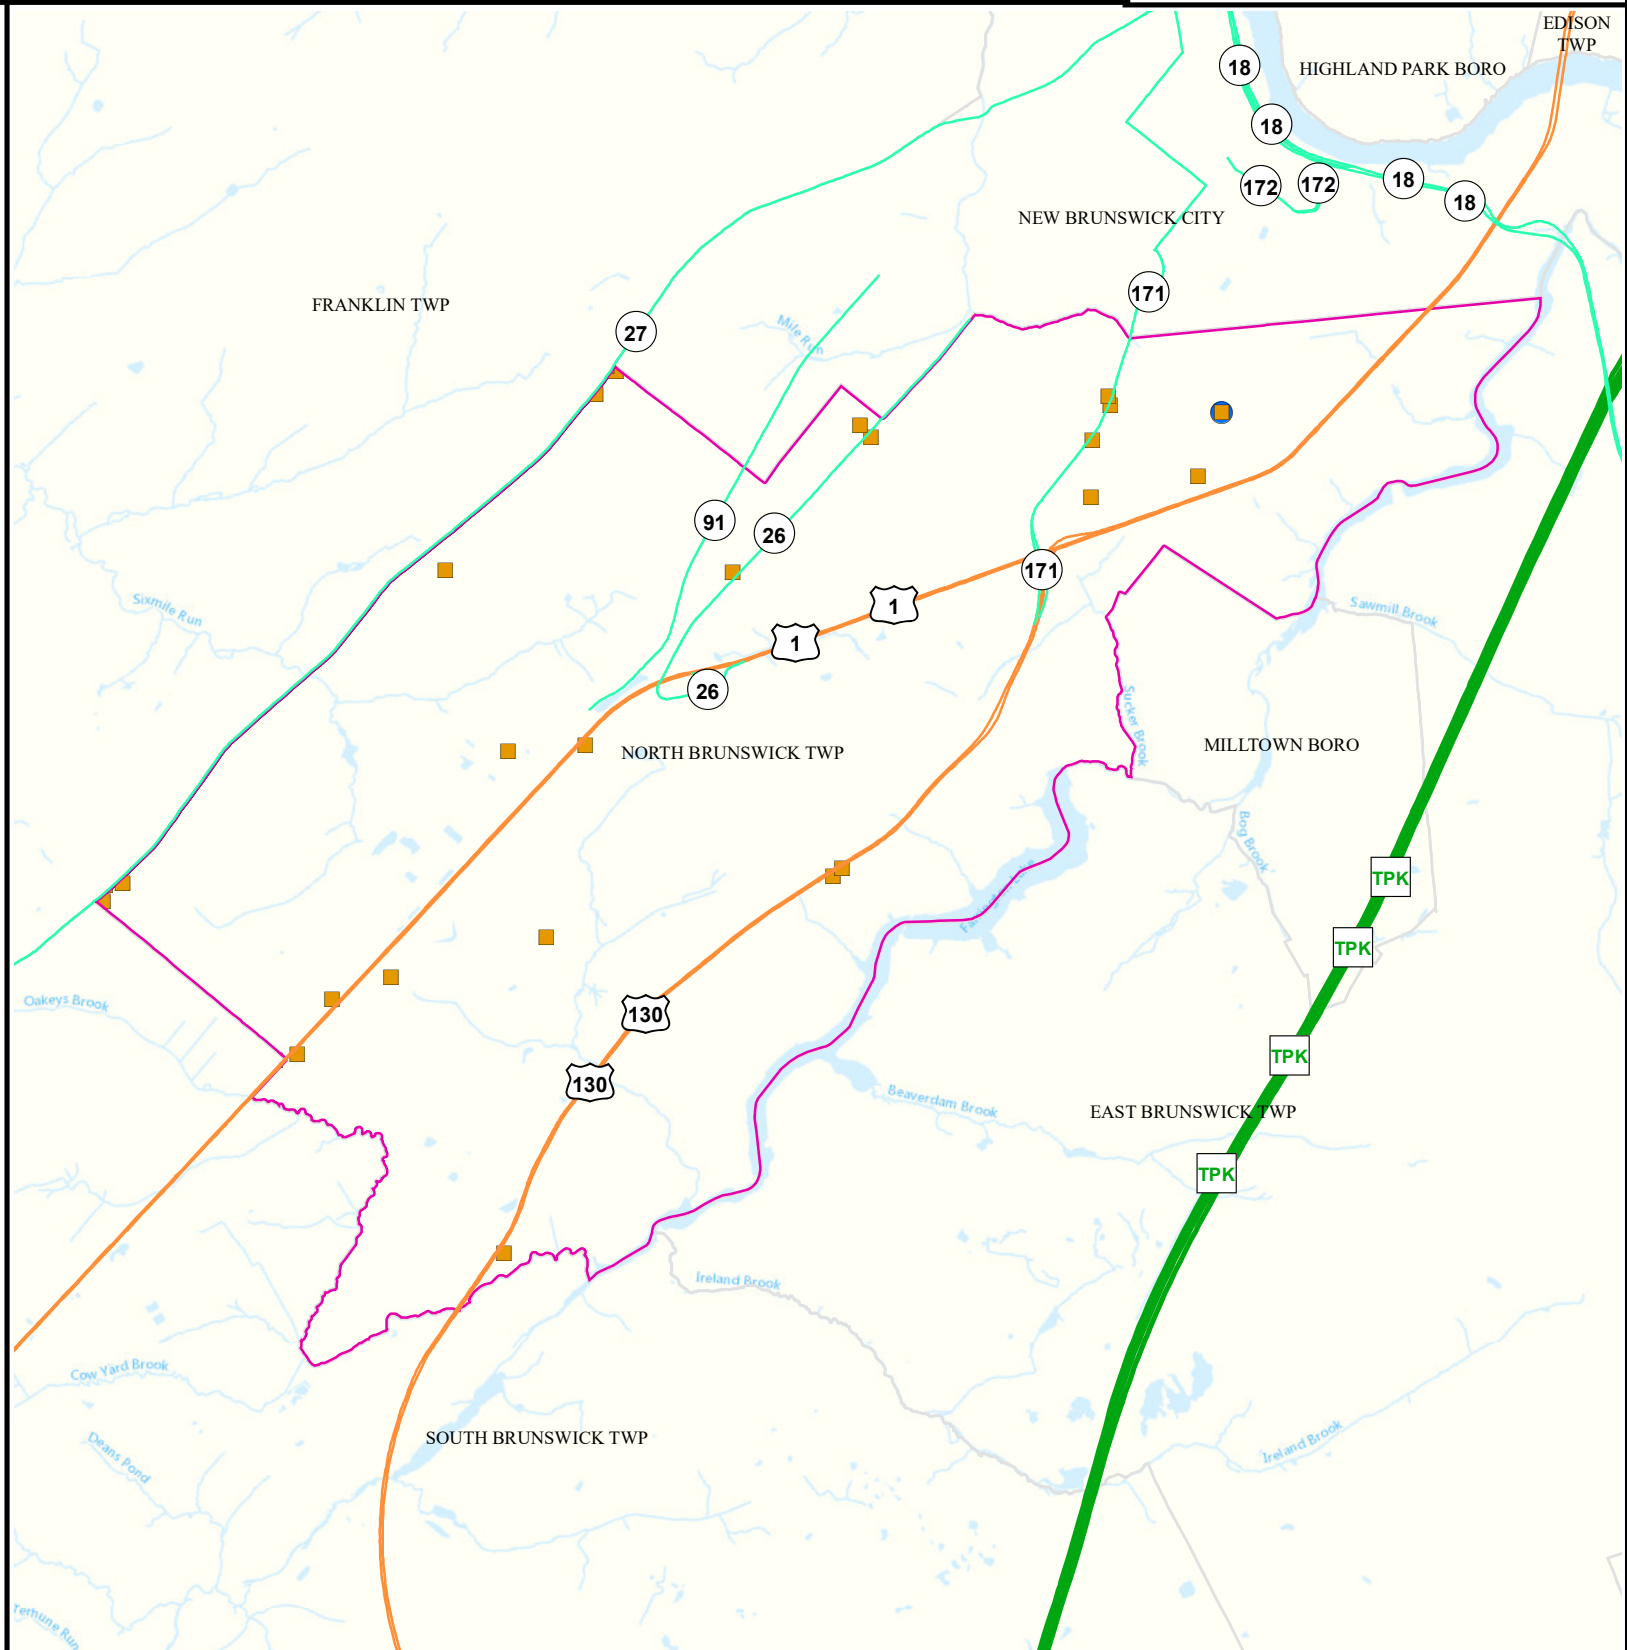 EDISON
TWP
HIGHLAND PARK BORO
18
18
172
172
18
18
NEW BRUNSWICK CITY
171
FRANKLIN TWP
27
Mile Run
91
26
171
1
1
26
Sixmile Run
Sawmill Brook
Sucker Brook
NORTH BRUNSWICK TWP
MILLTOWN BORO
Bog Brook
TPK
TPK
Oakeys Brook
130
130
TPK
Beaverdam Brook
EAST BRUNSWICK TWP
TPK
Ireland Brook
Cow Yard Brook
Deans Pond
SOUTH BRUNSWICK TWP
Ireland Brook
Terhune Run